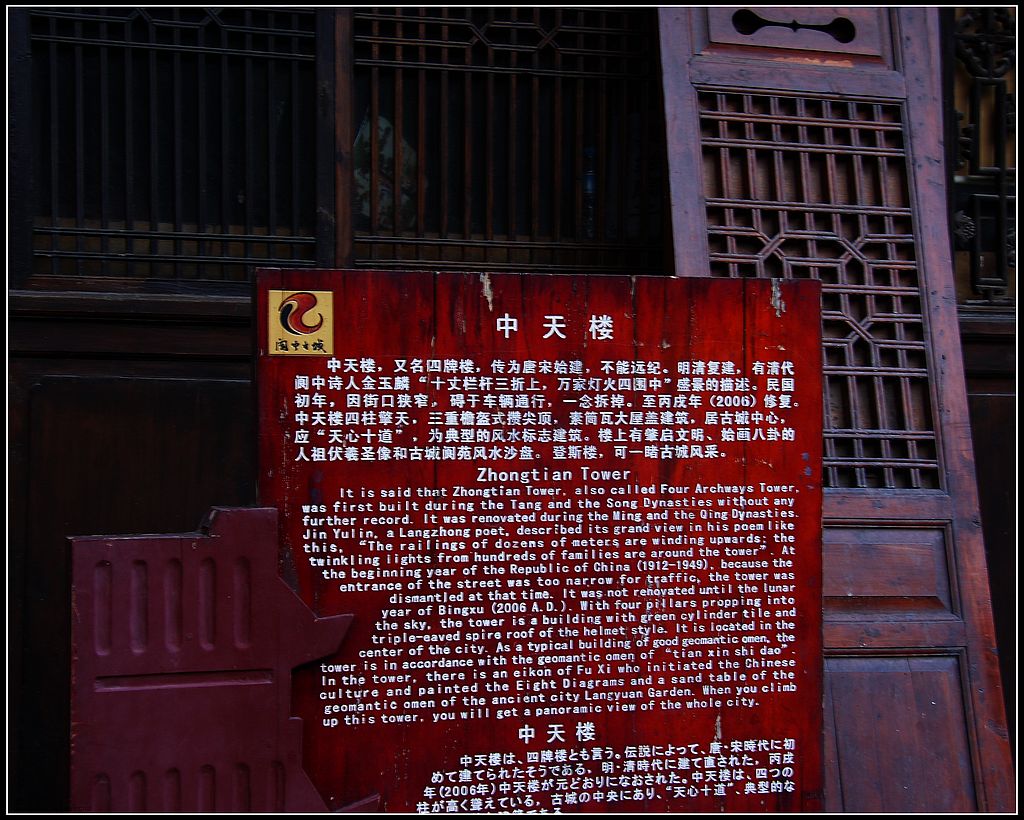 阆中古城
中天楼
中天楼，又名四牌楼，传为唐宋始建，不能远纪。明清复建，有清代
阆中诗人金玉麟“十丈栏杆三折上，万家灯火四围中”盛景的描述。民国
初年，因街口狭窄，碍于车辆通行，一念拆掉。至丙戌年（2006）修复。
中天楼四柱擎天，三重檐盔式攒尖顶，素筒瓦大屋盖建筑，居古城中心，
应“天心十道”，为典型的风水标志建筑。楼上有肇启文明、始画八卦的
人祖伏羲圣像和古城阆苑风水沙盘。登斯楼，可一睹古城风采。
Zhongtian Tower
It is said that Zhongtian Tower, also called Four Archways Tower,
was first built during the Tang and the Song Dynasties without any
further record. It was renovated during the Ming and the Qing Dynasties.
Jin Yulin, a Langzhong poet, described its grand view in his poem like
this, “The railings of dozens of meters are winding upwards; the
twinkling lights from hundreds of families are around the tower”. At
the beginning year of the Republic of China (1912-1949), because the
entrance of the street was too narrow for traffic, the tower was
dismantled at that time. It was not renovated until the lunar
year of Bingxu (2006 A.D.). With four pillars propping into
the sky, the tower is a building with green cylinder tile and
triple-eaved spire roof of the helmet style. It is located in the
center of the city. As a typical building of good geomantic omen, the
tower is in accordance with the geomantic omen of “tian xin shi dao”.
In the tower, there is an eikon of Fu Xi who initiated the Chinese
culture and painted the Eight Diagrams and a sand table of the
geomantic omen of the ancient city Langyuan Garden. When you climb
up this tower, you will get a panoramic view of the whole city.
中天楼
中天楼は、四牌楼とも言う。伝説によって、唐・宋時代に初
めて建てられたそうである，明・清時代に建て直された，丙戌
年(2006年)中天楼が元どおりになおされた。中天楼は、四つの
柱が高く聳えている，古城の中央にあり、“天心十道”、典型的な